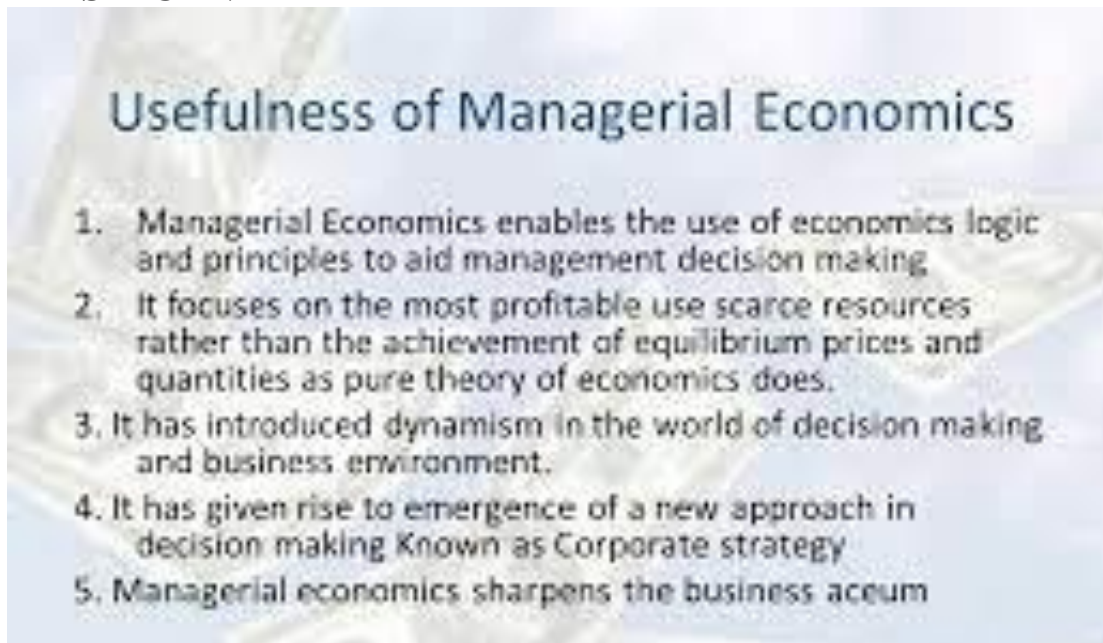 Usefulness of Managerial Economics
1. Managerial Economics enables the use of economics logic
and principles to aid management decision making
2. It focuses on the most profitable use scarce resources
rather than the achievement of equilibrium prices and
quantities as pure theory of economics does.
3. It has introduced dynamism in the world of decision making
and business environment.
4. It has given rise to emergence of a new approach in
decision making Known as Corporate strategy
5. Managerial economics sharpens the business aceum